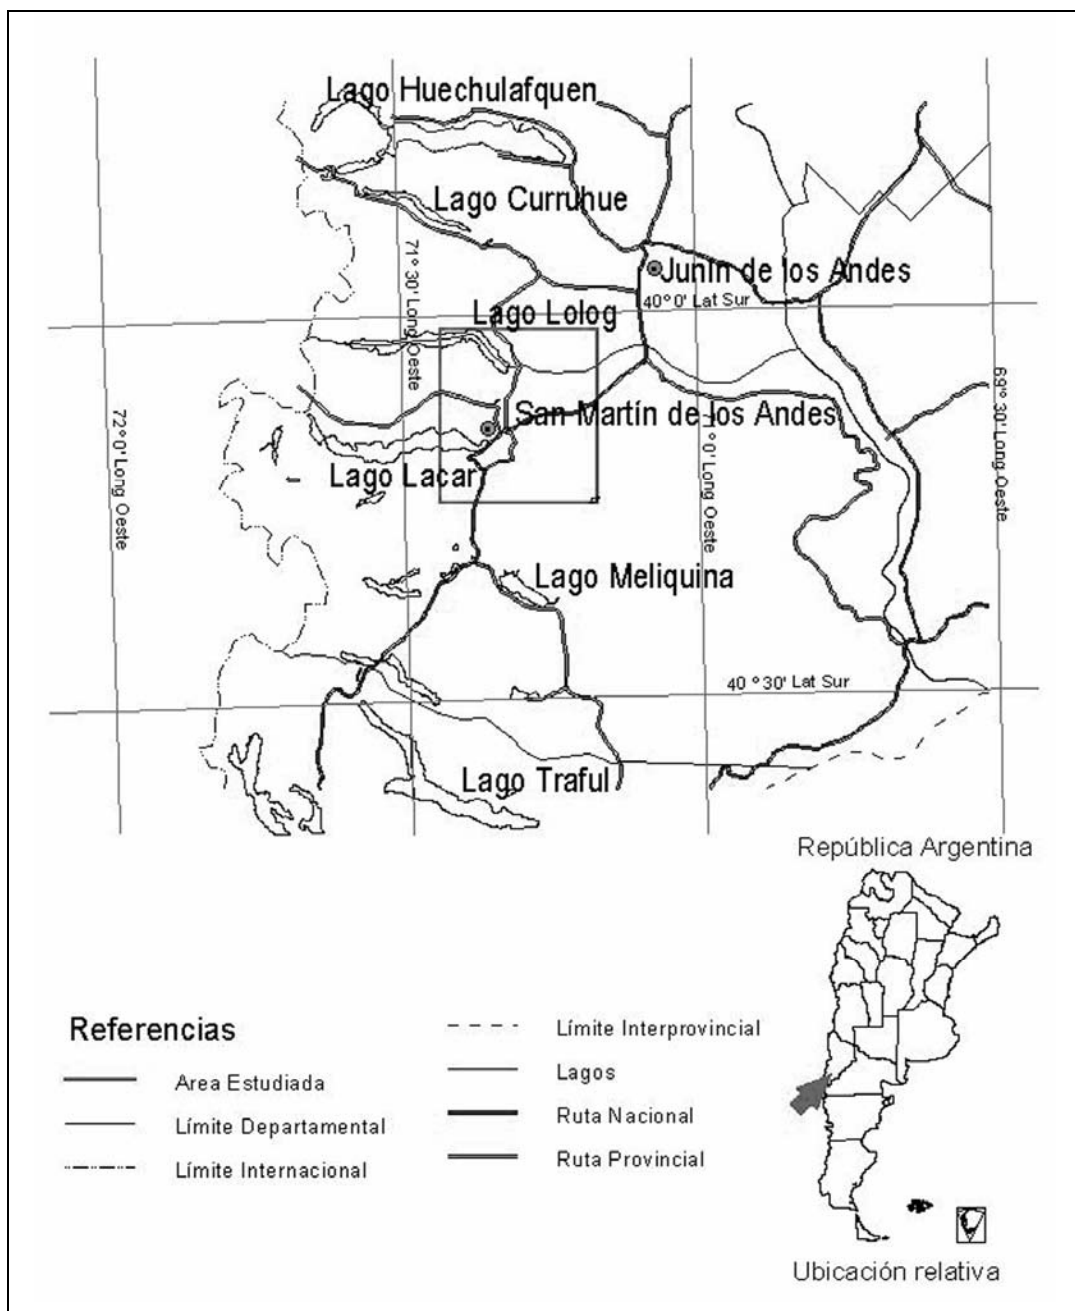 Lago Huechulafquen
Lago Curruhue
Junín de los Andes
71° 30' Long Oeste
40° 0' Lat Sur
Lago Lolog
San Martín de los Andes
72° 0' Long Oeste
71° 0' Long Oeste
69° 30' Long Oeste
Lago Lacar
Lago Meliquina
40° 30' Lat Sur
Lago Traful
República Argentina
Referencias
Area Estudiada
Límite Departamental
Límite Internacional
Límite Interprovincial
Lagos
Ruta Nacional
Ruta Provincial
Ubicación relativa